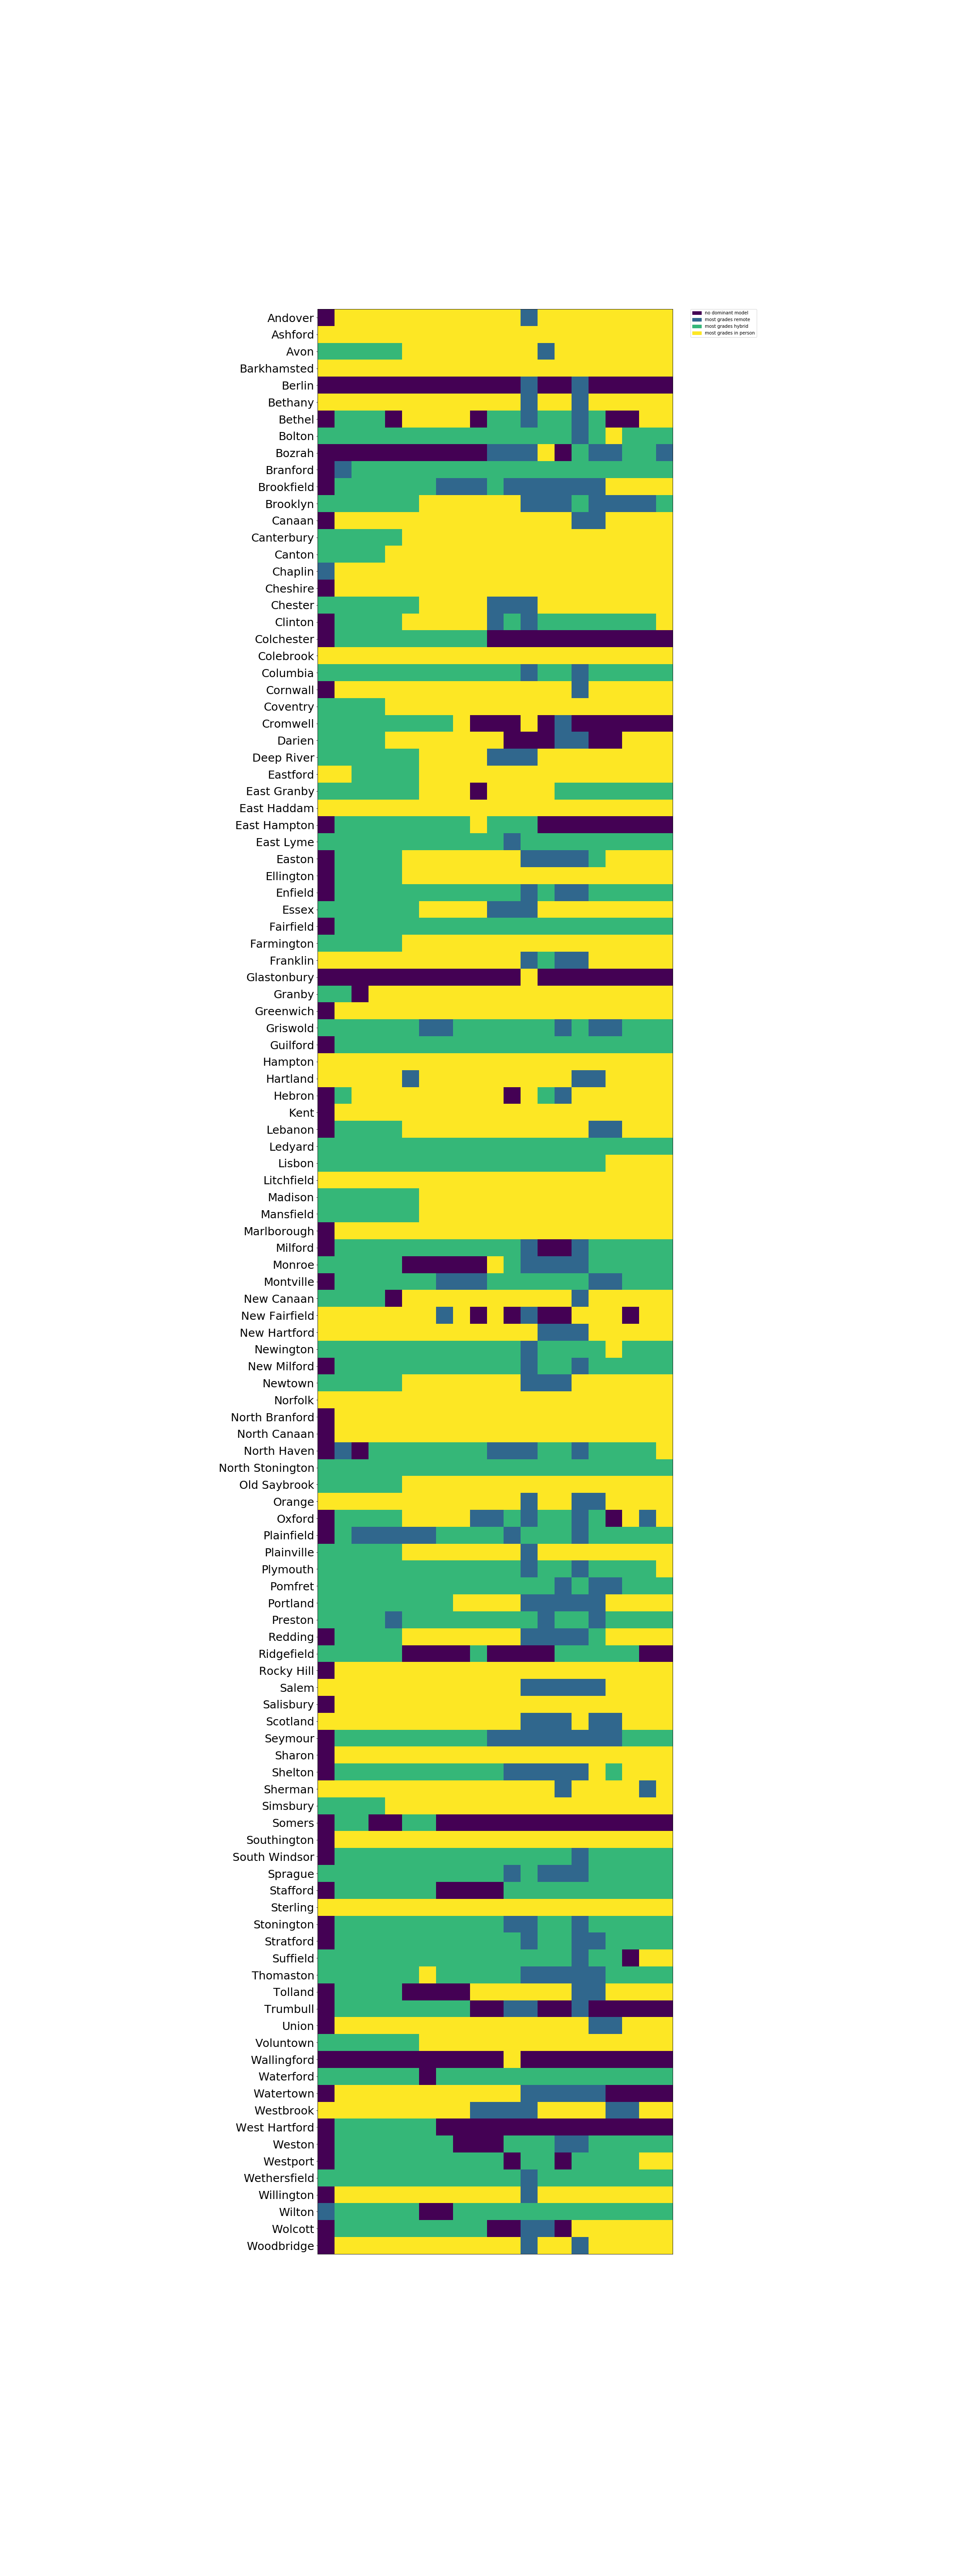 Andover
Ashford
Avon
Barkhamsted
Berlin
Bethany
Bethel
Bolton
Bozrah
Branford
Brookfield
Brooklyn
Canaan
Canterbury
Canton
Chaplin
Cheshire
Chester
Clinton
Colchester
Colebrook
Columbia
Cornwall
Coventry
Cromwell
Darien
Deep River
Eastford
East Granby
East Haddam
East Hampton
East Lyme
Easton
Ellington
Enfield
Essex
Fairfield
Farmington
Franklin
Glastonbury
Granby
Greenwich
Griswold
Guilford
Hampton
Hartland
Hebron
Kent
Lebanon
Ledyard
Lisbon
Litchfield
Madison
Mansfield
Marlborough
Milford
Monroe
Montville
New Canaan
New Fairfield
New Hartford
Newington
New Milford
Newtown
Norfolk
North Branford
North Canaan
North Haven
North Stonington
Old Saybrook
Orange
Oxford
Plainfield
Plainville
Plymouth
Pomfret
Portland
Preston
Redding
Ridgefield
Rocky Hill
Salem
Salisbury
Scotland
Seymour
Sharon
Shelton
Sherman
Simsbury
Somers
Southington
South Windsor
Sprague
Stafford
Sterling
Stonington
Stratford
Suffield
Thomaston
Tolland
Trumbull
Union
Voluntown
Wallingford
Waterford
Watertown
Westbrook
West Hartford
Weston
Westport
Wethersfield
Willington
Wilton
Wolcott
Woodbridge
no dominant model
most grades remote
most grades hybrid
most grades in person